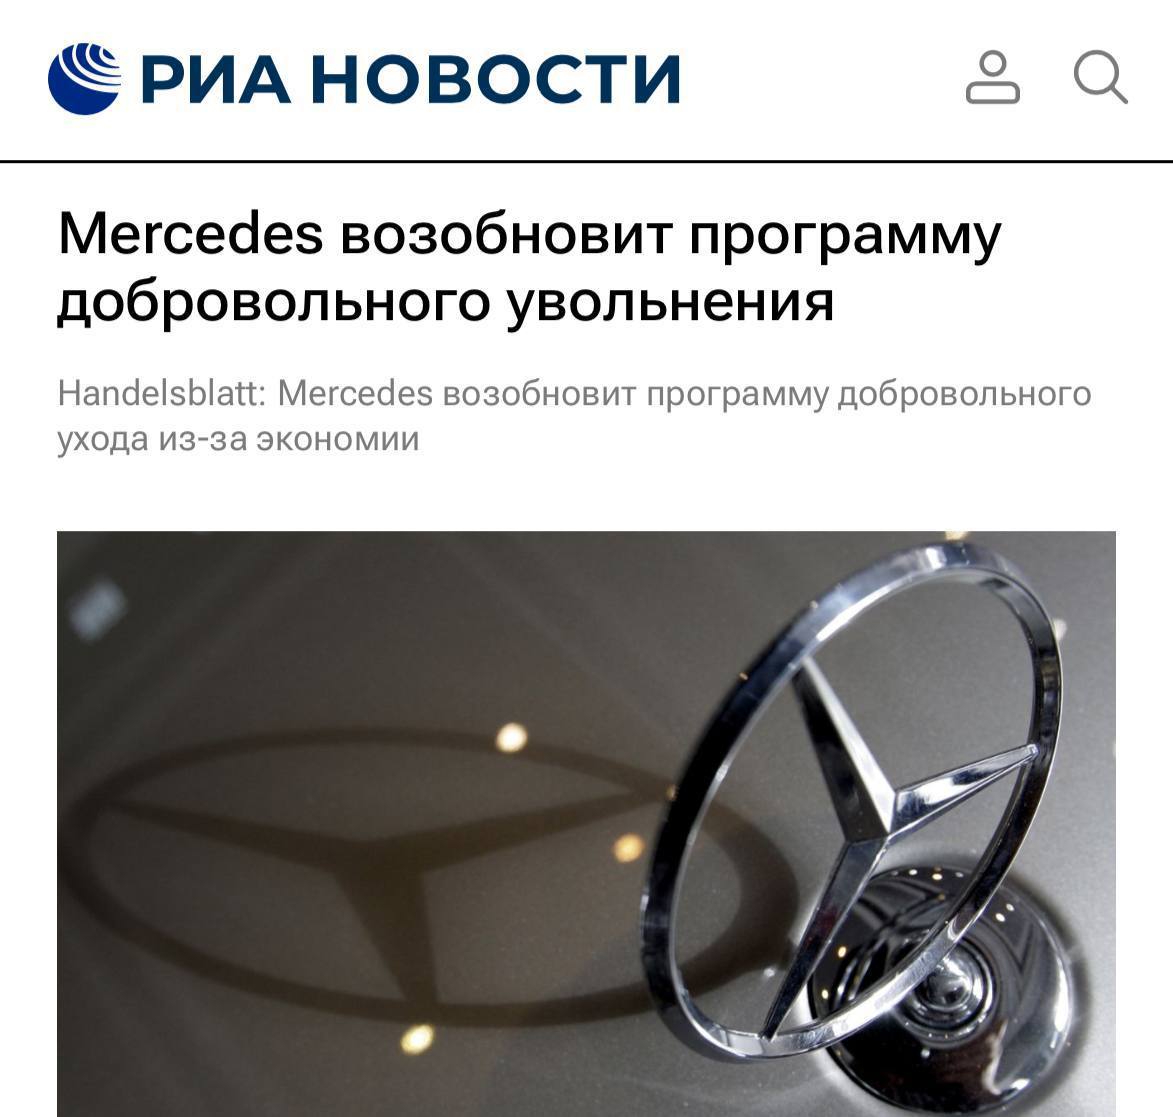 РИА НОВОСТИ
Mercedes возобновит программу
добровольного увольнения
Handelsblatt: Mercedes возобновит программу добровольного
ухода из-за экономии